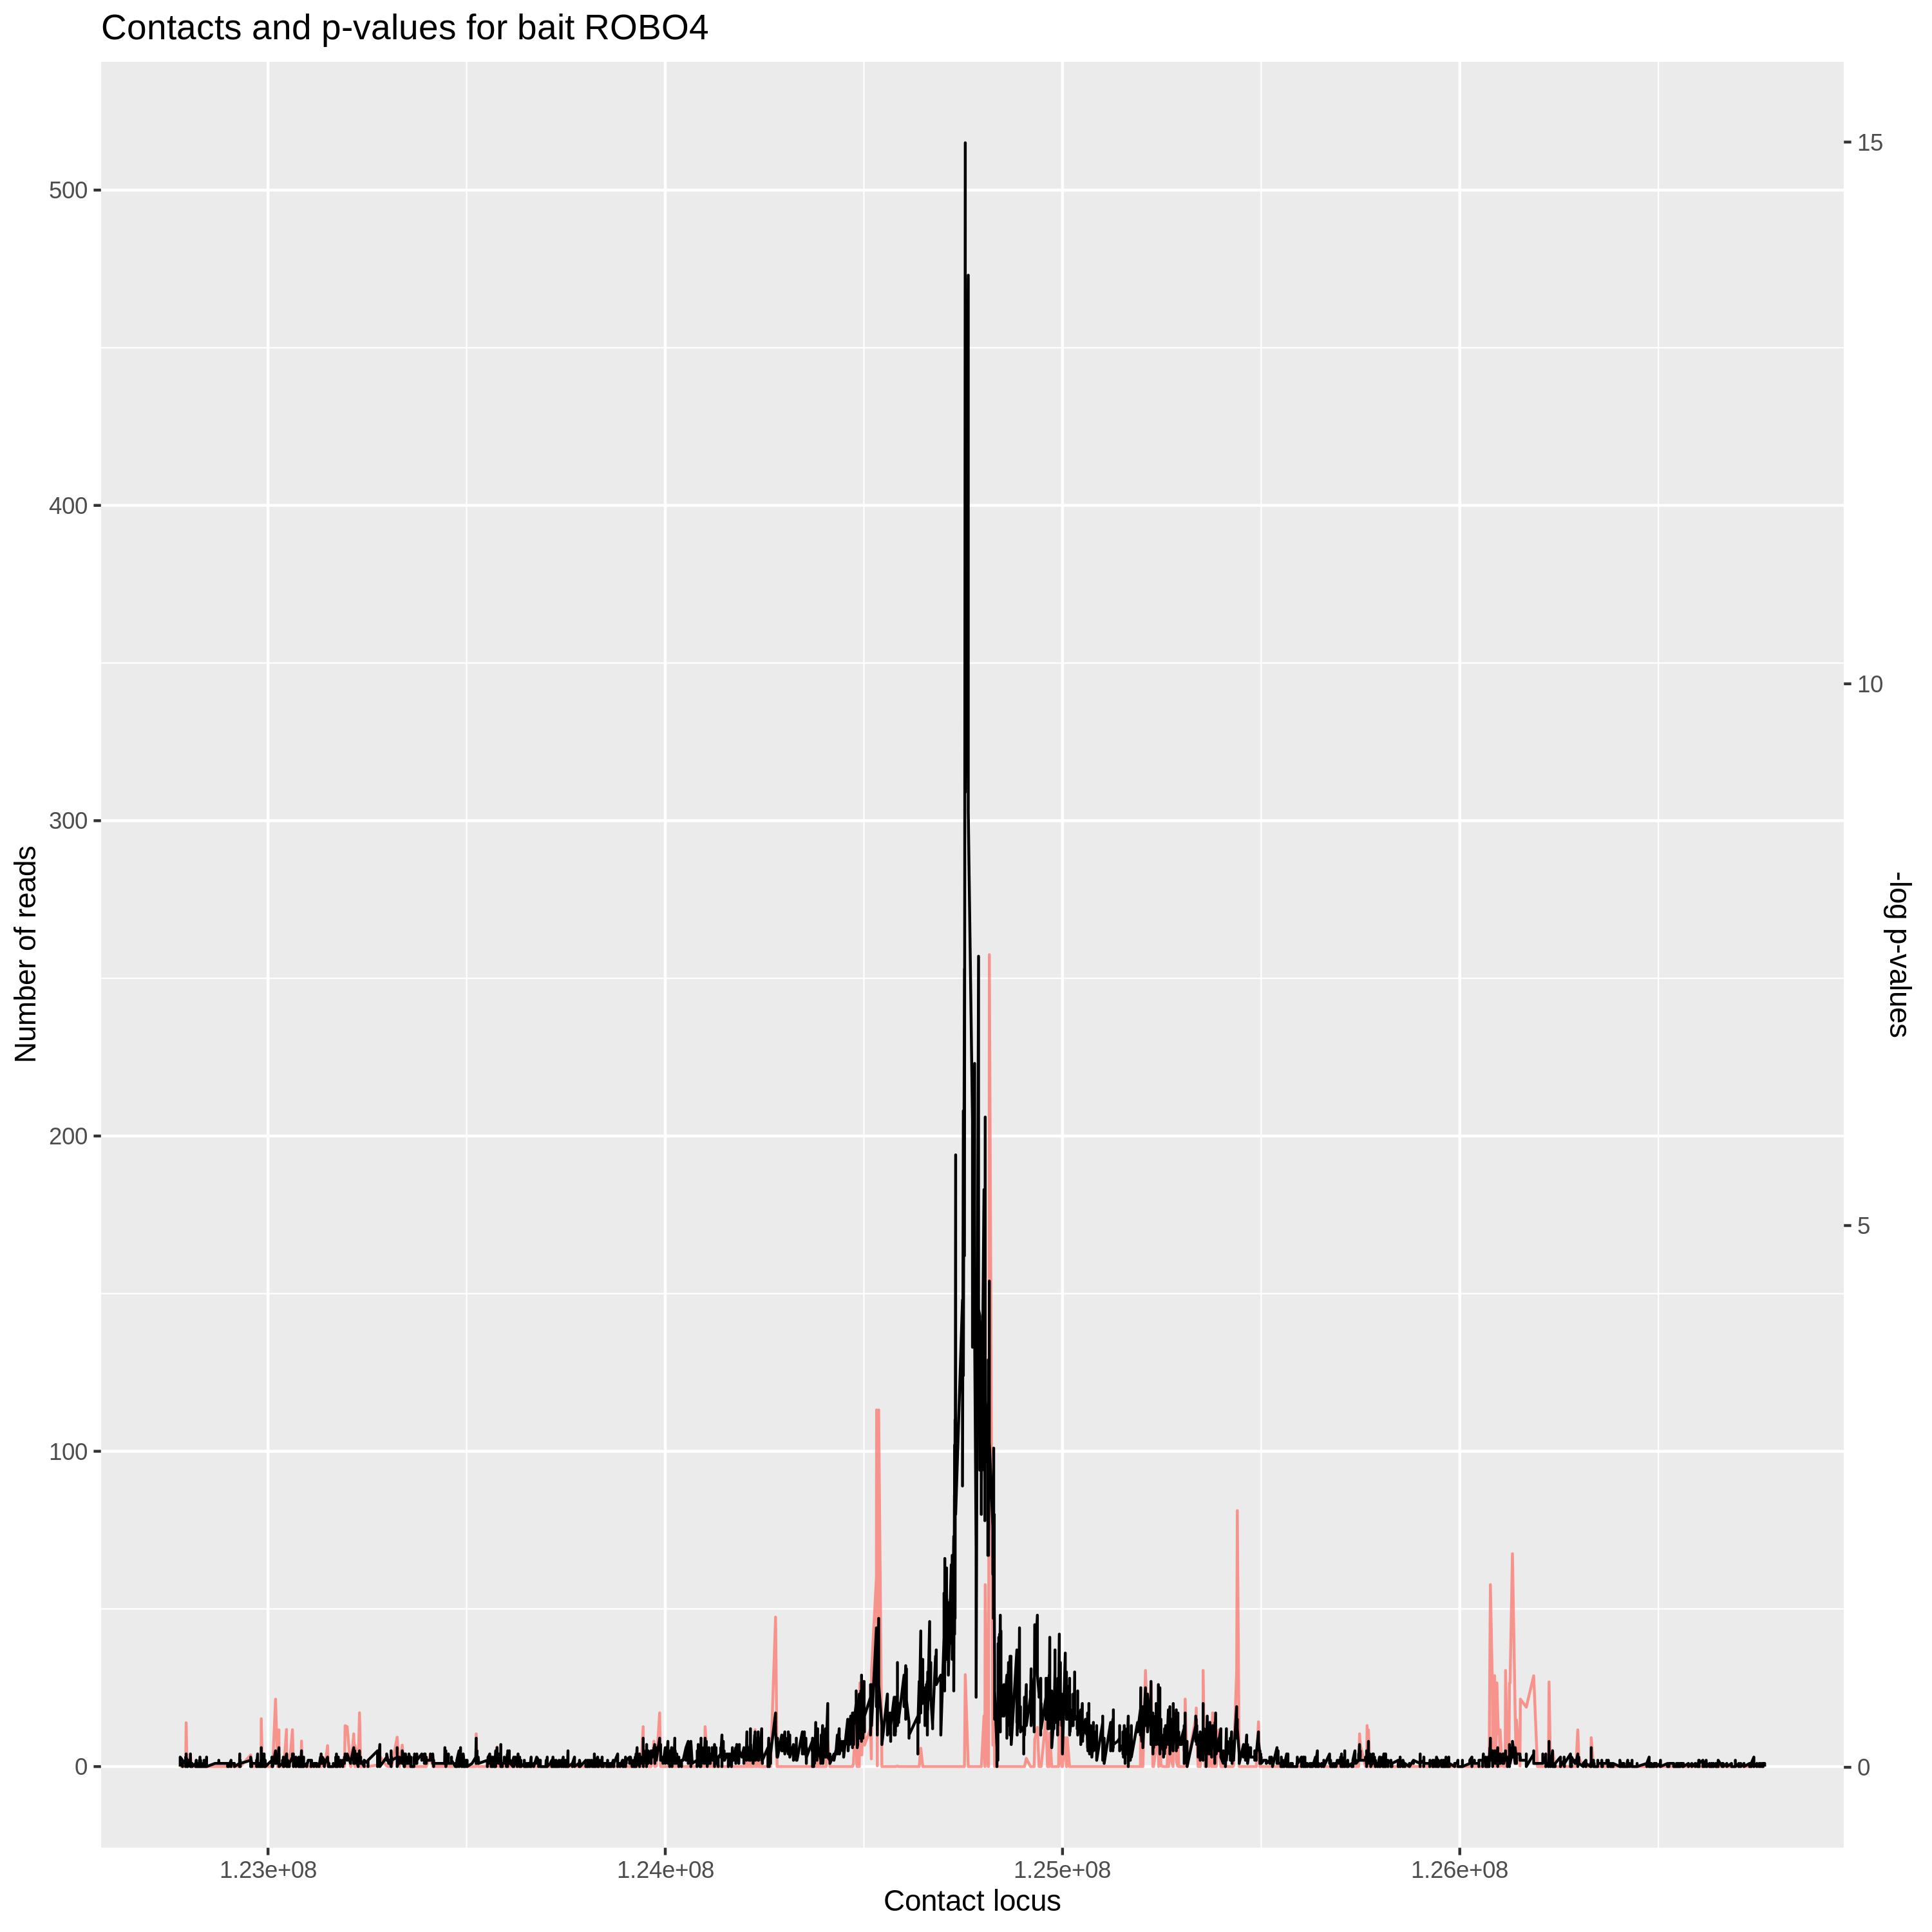 Contacts and p-values for bait ROBO4
Number of reads
500
400
300
200
100
0
15
10
5
0
-log p-values
1.23e+08
1.24e+08
1.25e+08
1.26e+08
Contact locus